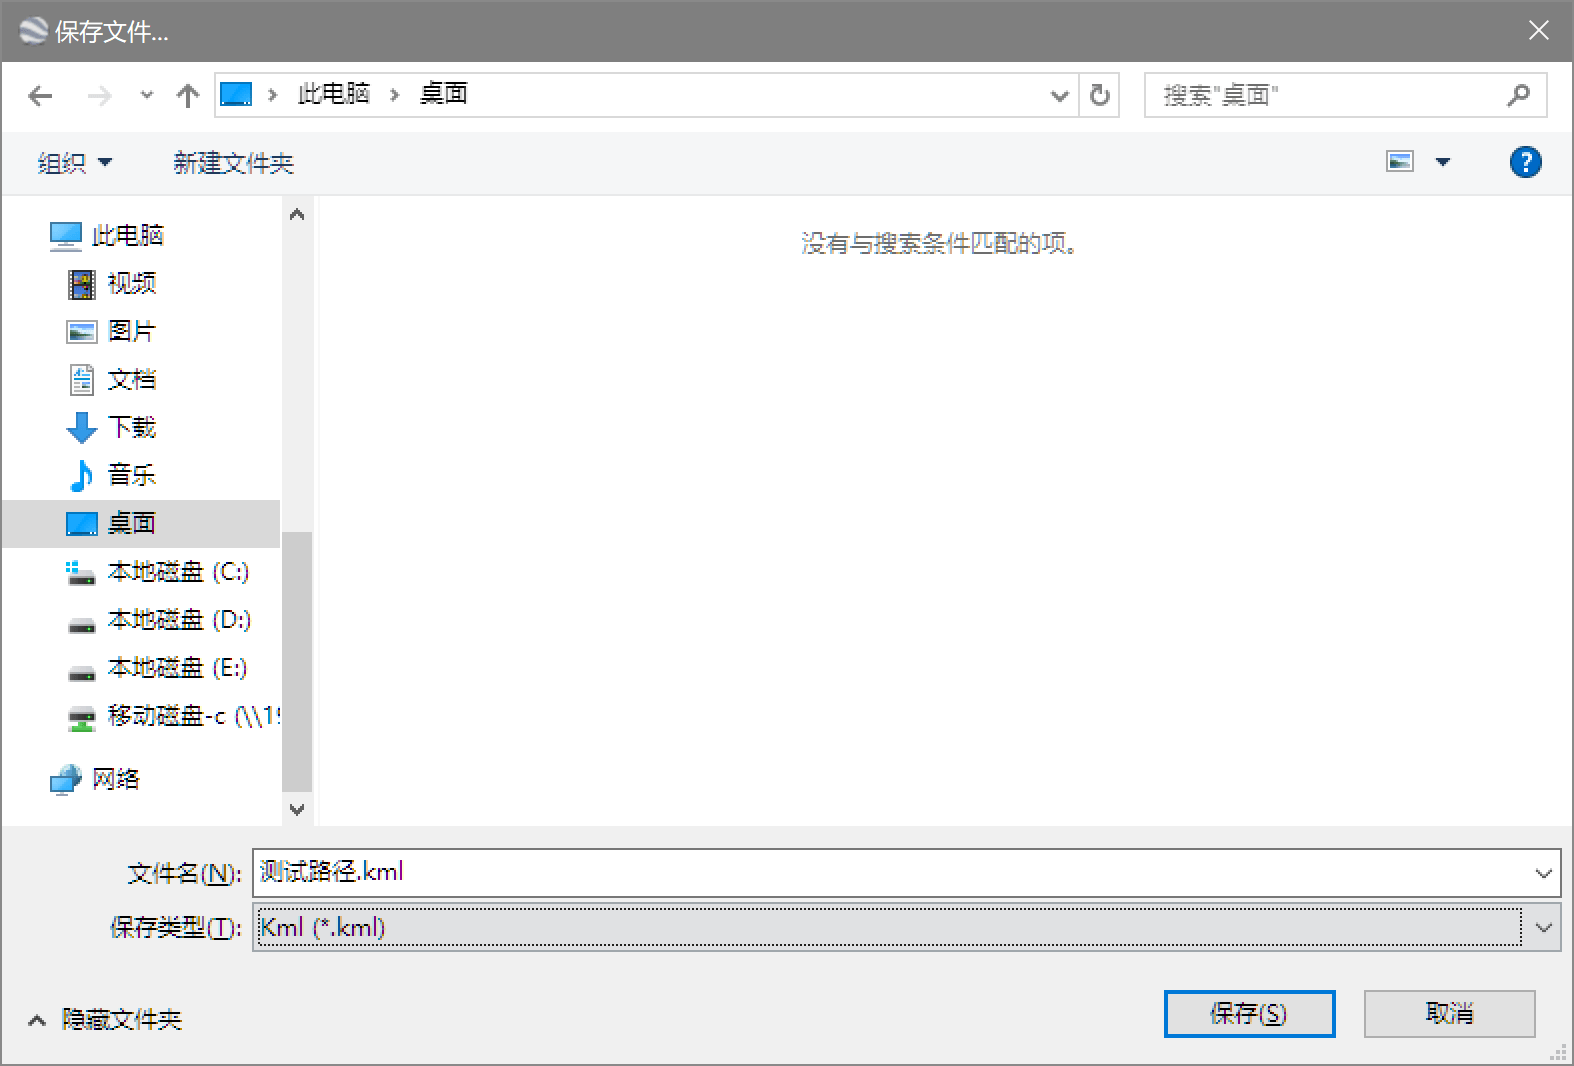 保存文件...
此电脑 > 桌面
搜索"桌面"
组织
新建文件夹
?
此电脑
视频
图片
文档
下载
音乐
桌面
本地磁盘 (C:)
本地磁盘 (D:)
本地磁盘 (E:)
移动磁盘-c (\\19
网络
没有与搜索条件匹配的项。
文件名(N): 测试路径.kml
保存类型(T): Kml (*.kml)
隐藏文件夹
保存(S)
取消